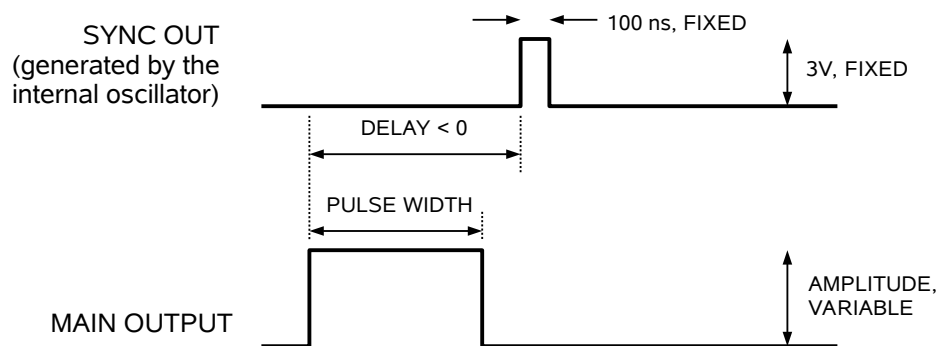 SYNC OUT
(generated by the
internal oscillator)
100 ns, FIXED
3V, FIXED
DELAY < 0
PULSE WIDTH
AMPLITUDE,
VARIABLE
MAIN OUTPUT